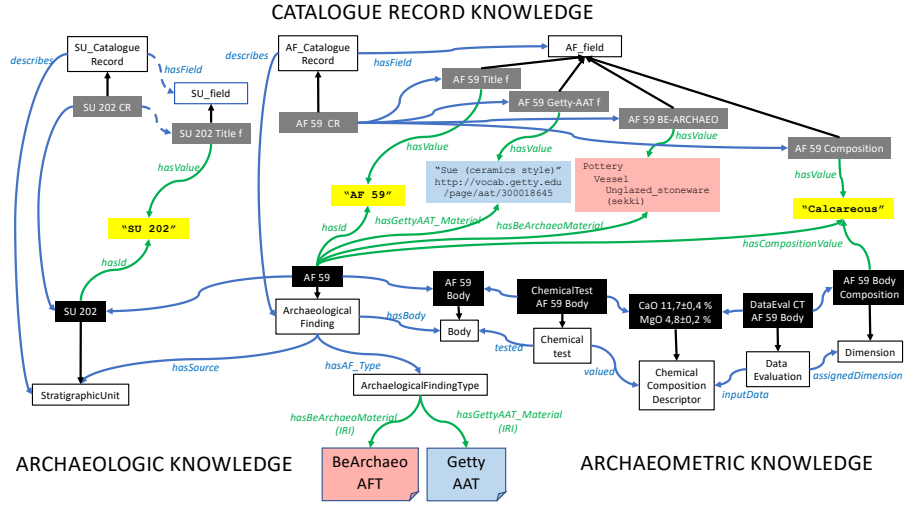 CATALOGUE RECORD KNOWLEDGE
describes
SU_Catalogue
Record
hasField
SU_field
SU 202 CR
SU 202 Title f
hasValue
"SU 202"
hasId
SU 202
StratigraphicUnit
describes
AF_Catalogue
Record
hasField
AF_field
AF 59 Title f
AF 59 Getty-AAT f
AF 59 CR
AF 59 BE-ARCHAEO
AF 59 Composition
hasValue
hasValue
hasValue
hasValue
"AF 59"
"Sue (ceramics style)"
http://vocab.getty.edu
/page/aat/300018645
Pottery
Vessel
Unglazed_stoneware
(sekki)
"Calcareous"
hasId
hasGettyAAT_Material
hasBeArchaeoMaterial
hasCompositionValue
AF 59
AF 59
Body
ChemicalTest
AF 59 Body
CaO 11,7±0,4 %
MgO 4,8±0,2 %
DataEval CT
AF 59 Body
AF 59 Body
Composition
Archaeological
Finding
hasBody
Body
tested
Chemical
test
valued
Chemical
Composition
Descriptor
inputData
Data
Evaluation
assignedDimension
Dimension
hasSource
hasAF_Type
ArchaelogicalFindingType
hasBeArchaeoMaterial
(IRI)
hasGettyAAT_Material
(IRI)
BeArchaeo
AFT
Getty
AAT
ARCHAEOLOGIC KNOWLEDGE
ARCHAEOMETRIC KNOWLEDGE